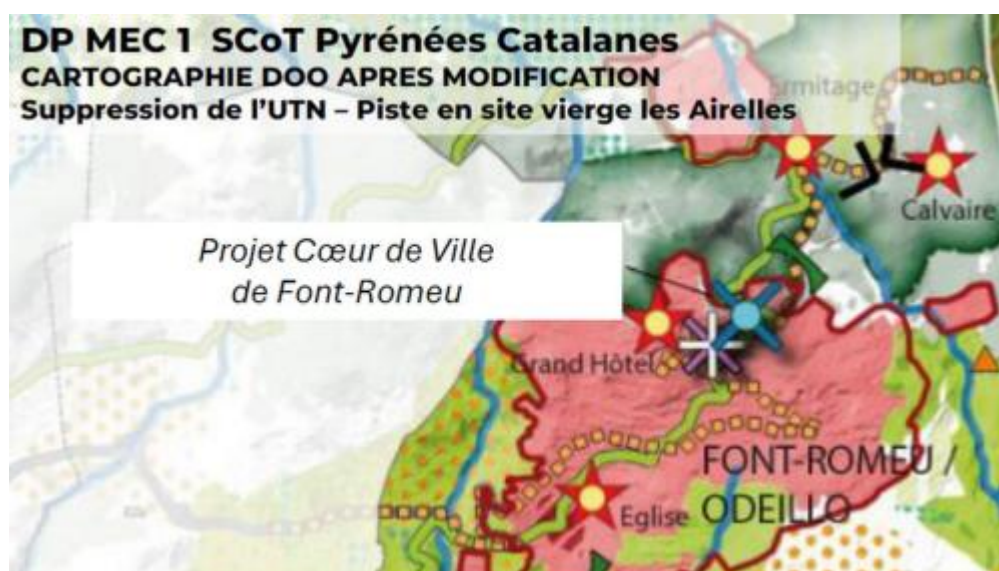 DP MEC 1 SCoT Pyrénées Catalanes
CARTOGRAPHIE DOO APRES MODIFICATION
Suppression de l'UTN – Piste en site vierge les Airelles
Ermitage
Calvaire
Projet Cœur de Ville
de Font-Romeu
Grand Hôtel
FONT-ROMEU /
ODEILLO
Eglise